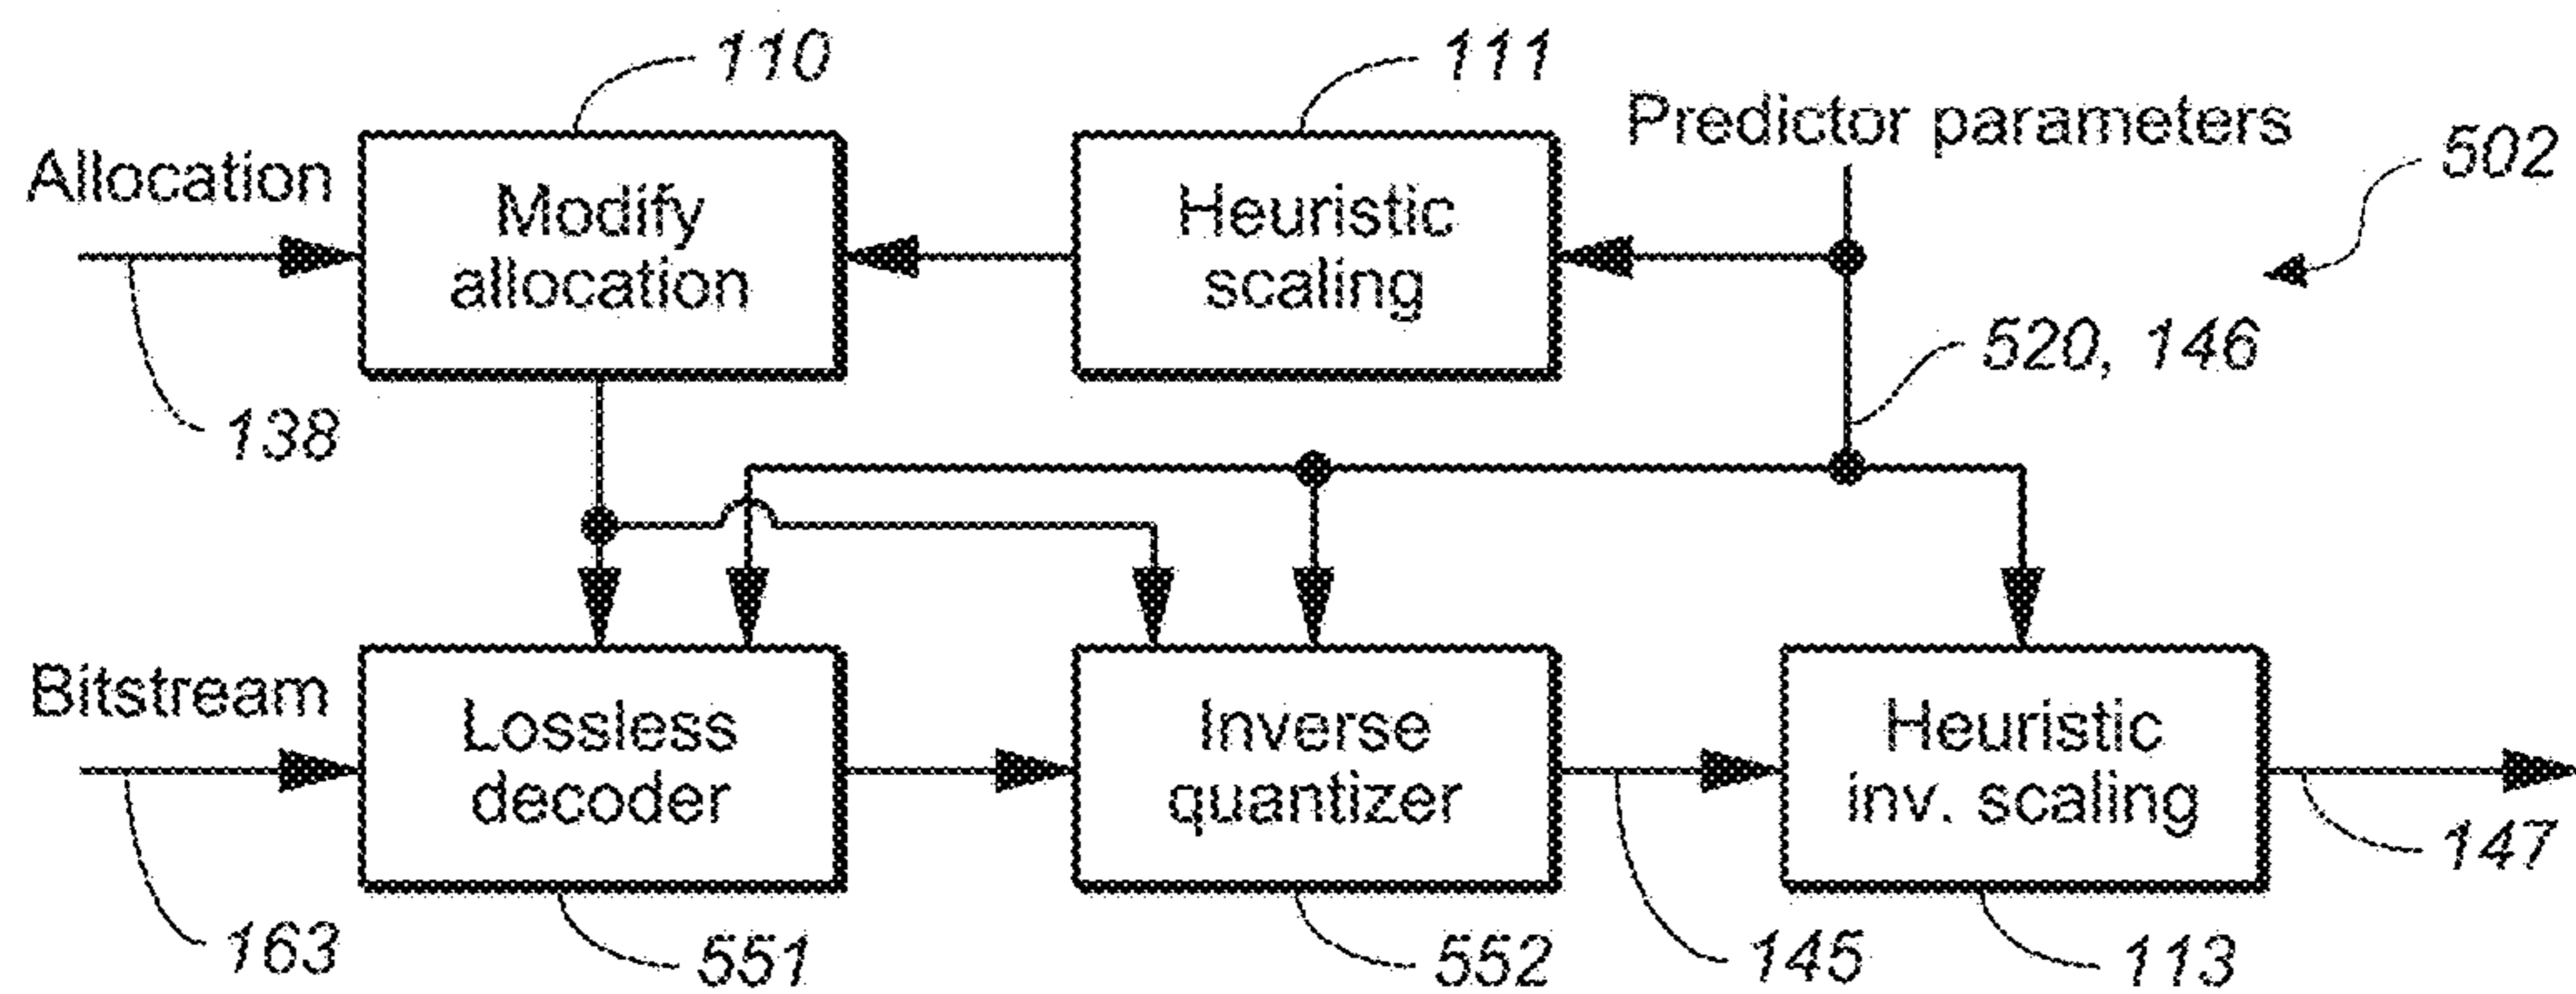 110
111
Predictor parameters
502
Allocation
Modify
allocation
Heuristic
scaling
520, 146
138
Bitstream
Lossless
decoder
Inverse
quantizer
Heuristic
inv. scaling
147
163
551
552
145
113